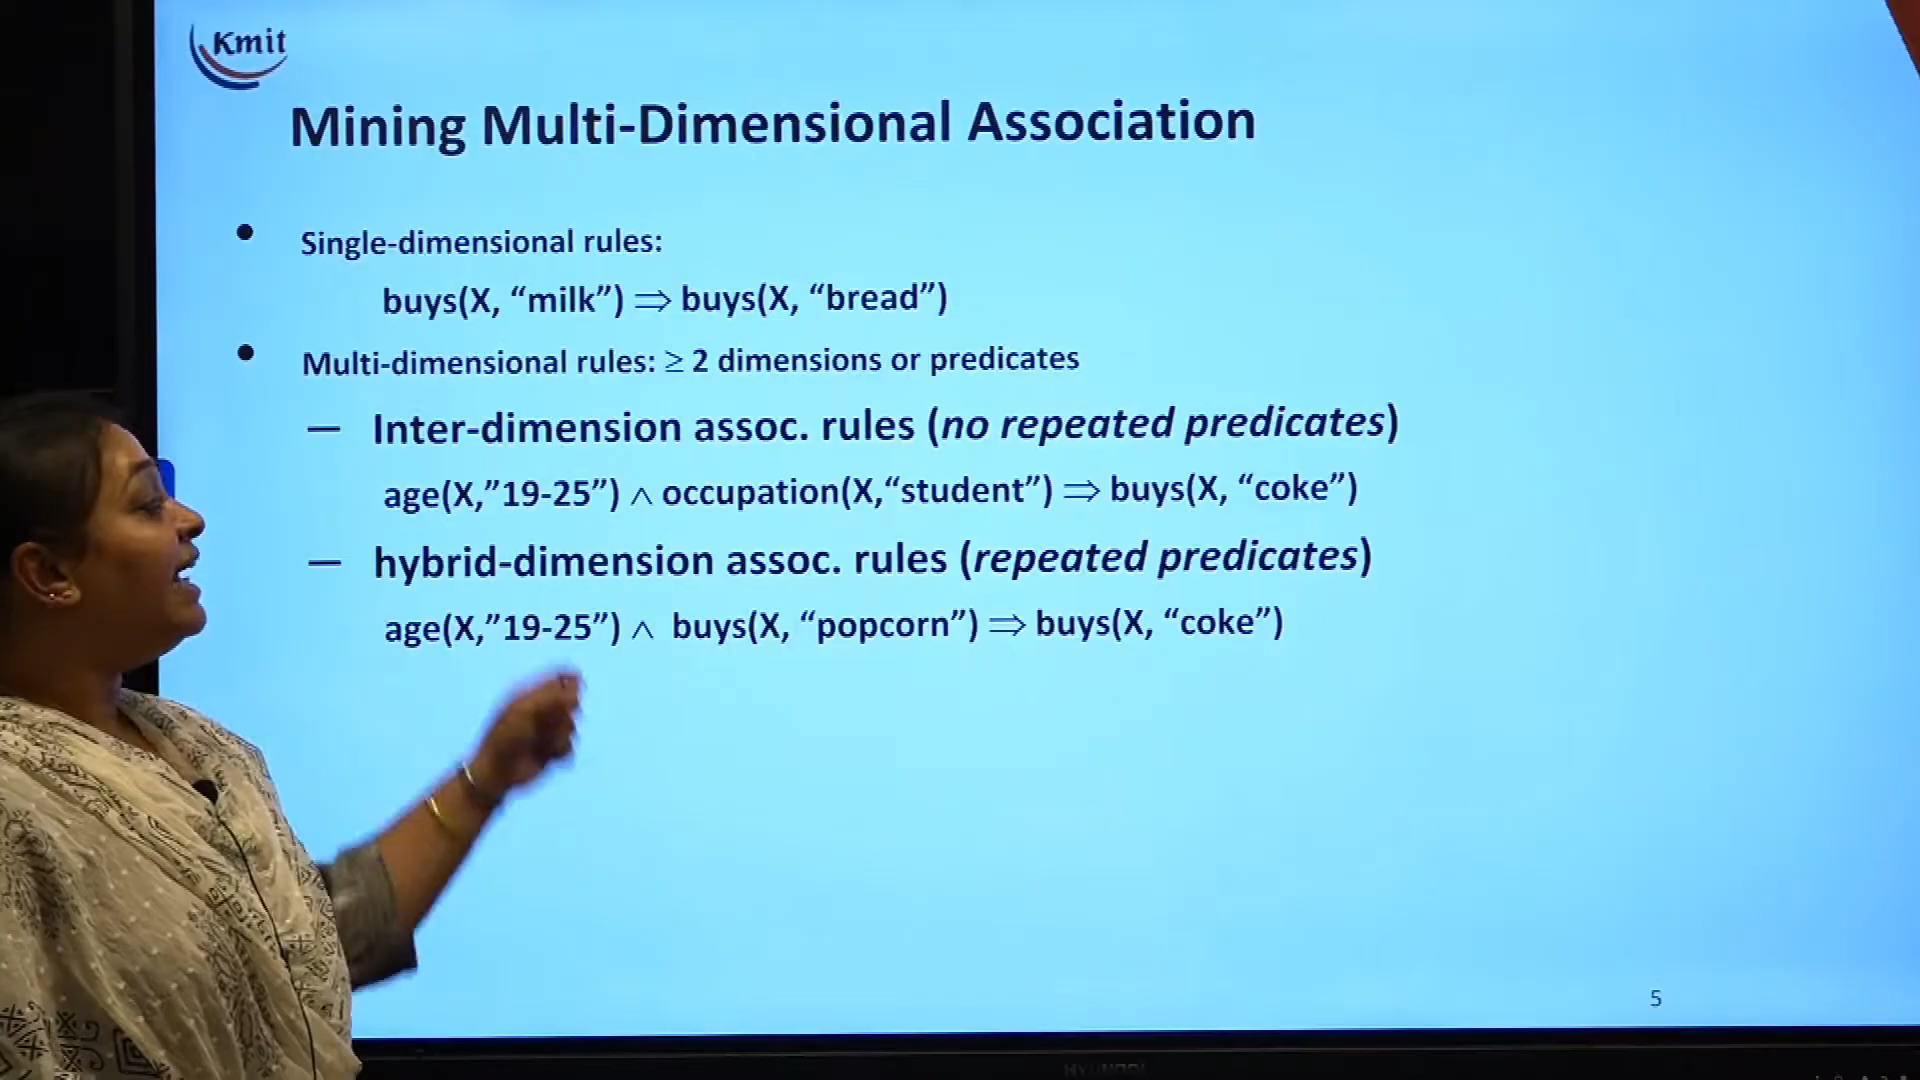 Kmit
Mining Multi-Dimensional Association
• Single-dimensional rules:
buys(X, “milk”) ⇒ buys(X, “bread”)
• Multi-dimensional rules: ≥ 2 dimensions or predicates
— Inter-dimension assoc. rules (no repeated predicates)
age(X,”19-25”) ∧ occupation(X,“student”) ⇒ buys(X, “coke”)
— hybrid-dimension assoc. rules (repeated predicates)
age(X,”19-25”) ∧ buys(X, “popcorn”) ⇒ buys(X, “coke”)
5
HYUNDAI